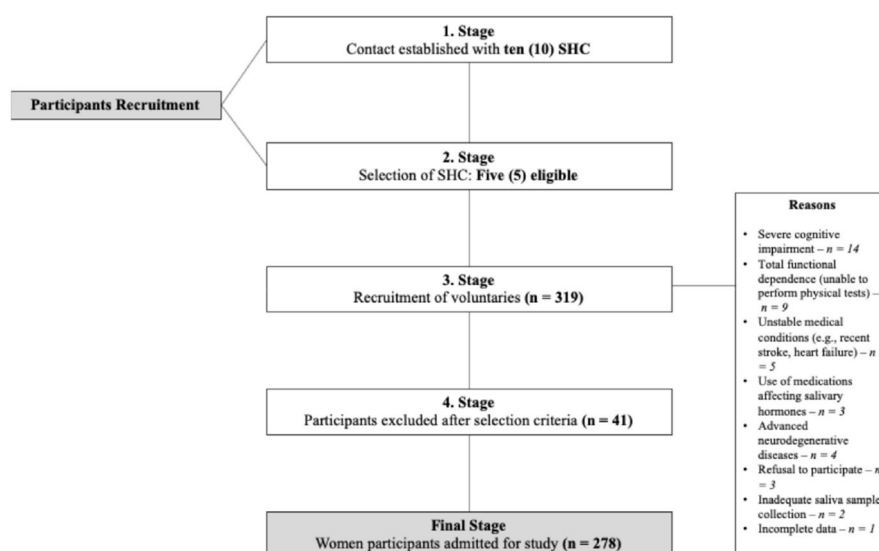 1. Stage
Contact established with ten (10) SHC
Participants Recruitment
2. Stage
Selection of SHC: Five (5) eligible
3. Stage
Recruitment of voluntaries (n = 319)
4. Stage
Participants excluded after selection criteria (n = 41)
Final Stage
Women participants admitted for study (n = 278)
Reasons
• Severe cognitive
impairment – n = 14
• Total functional
dependence (unable to
perform physical tests) –
n = 9
• Unstable medical
conditions (e.g., recent
stroke, heart failure) – n
= 5
• Use of medications
affecting salivary
hormones – n = 3
• Advanced
neurodegenerative
diseases – n = 4
• Refusal to participate – n
= 3
• Inadequate saliva sample
collection – n = 2
• Incomplete data – n = 1